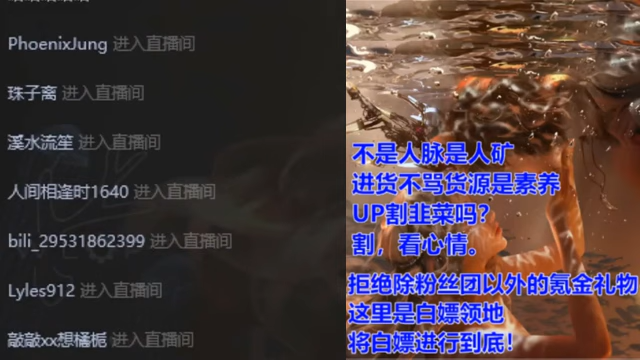 PhoenixJung 进入直播间
珠子离 进入直播间
溪水流笙 进入直播间
人间相逢时1640 进入直播间
bili_29531862399 进入直播间
Lyles912 进入直播间
敲敲xx想橘栀 进入直播间
不是人脉是人矿
进货不骂货源是素养
UP割韭菜吗？
割，看心情。
拒绝除粉丝团以外的氪金礼物
这里是白嫖领地
将白嫖进行到底！